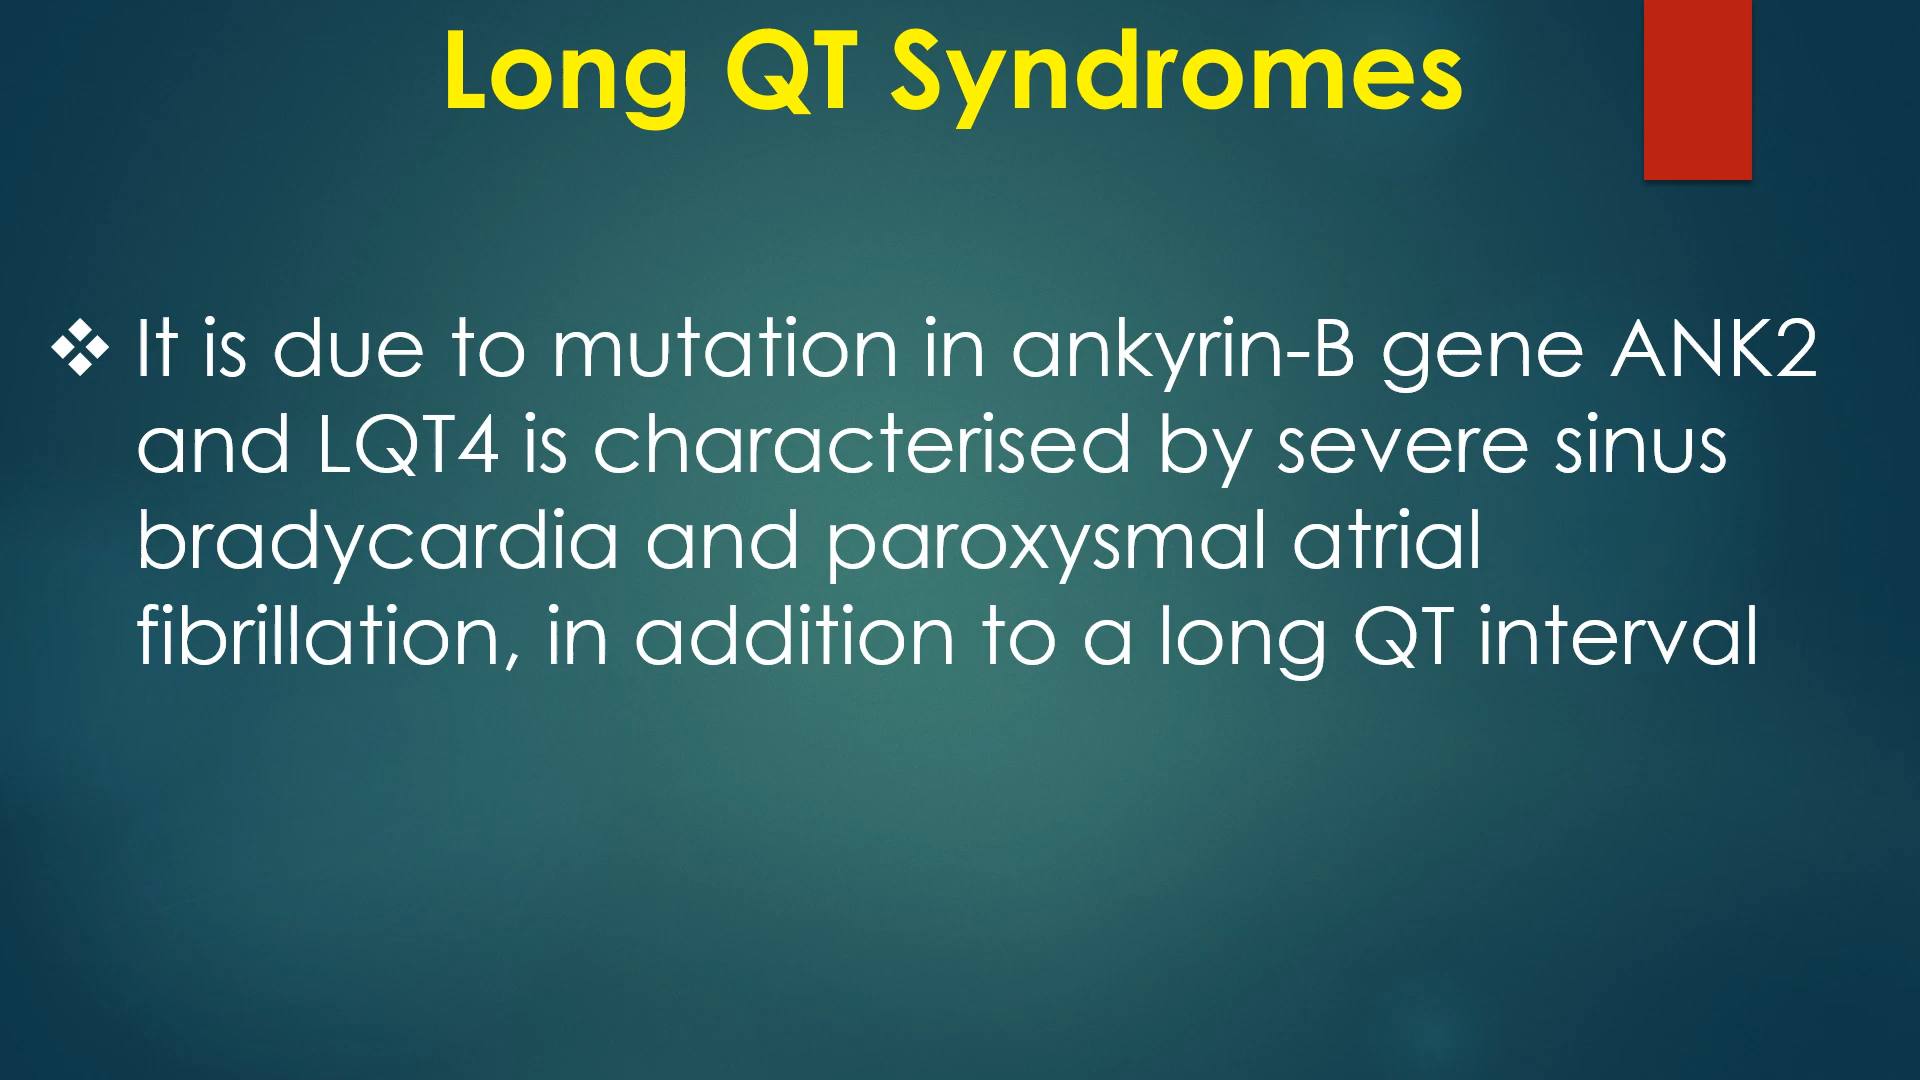 Long QT Syndromes
❖ It is due to mutation in ankyrin-B gene ANK2
and LQT4 is characterised by severe sinus
bradycardia and paroxysmal atrial
fibrillation, in addition to a long QT interval